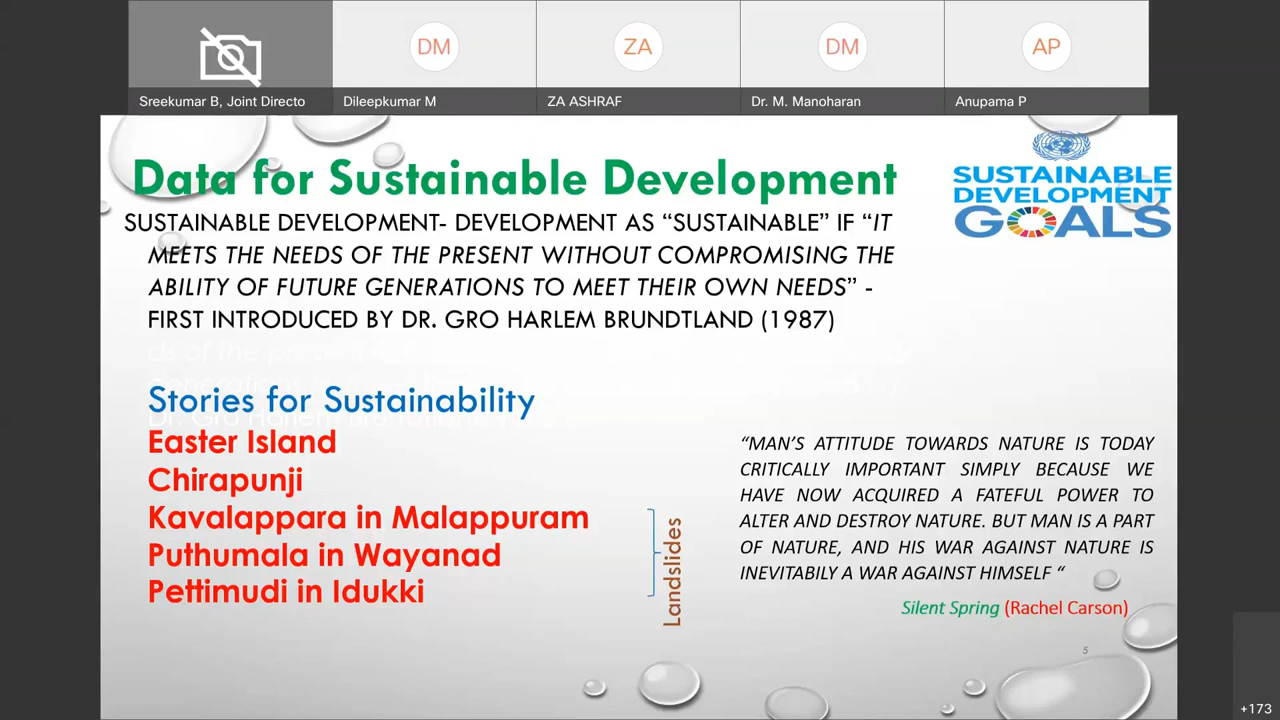 DM
ZA
DM
AP
Sreekumar B, Joint Directo
Dileepkumar M
ZA ASHRAF
Dr. M. Manoharan
Anupama P
Data for Sustainable Development
SUSTAINABLE DEVELOPMENT- DEVELOPMENT AS “SUSTAINABLE” IF “IT
MEETS THE NEEDS OF THE PRESENT WITHOUT COMPROMISING THE
ABILITY OF FUTURE GENERATIONS TO MEET THEIR OWN NEEDS” -
FIRST INTRODUCED BY DR. GRO HARLEM BRUNDTLAND (1987)
SUSTAINABLE
DEVELOPMENT
GOALS
Stories for Sustainability
Easter Island
Chirapunji
Kavalappara in Malappuram
Puthumala in Wayanad
Pettimudi in Idukki
Landslides
“MAN’S ATTITUDE TOWARDS NATURE IS TODAY
CRITICALLY IMPORTANT SIMPLY BECAUSE WE
HAVE NOW ACQUIRED A FATEFUL POWER TO
ALTER AND DESTROY NATURE. BUT MAN IS A PART
OF NATURE, AND HIS WAR AGAINST NATURE IS
INEVITABILY A WAR AGAINST HIMSELF “
Silent Spring (Rachel Carson)
5
+173